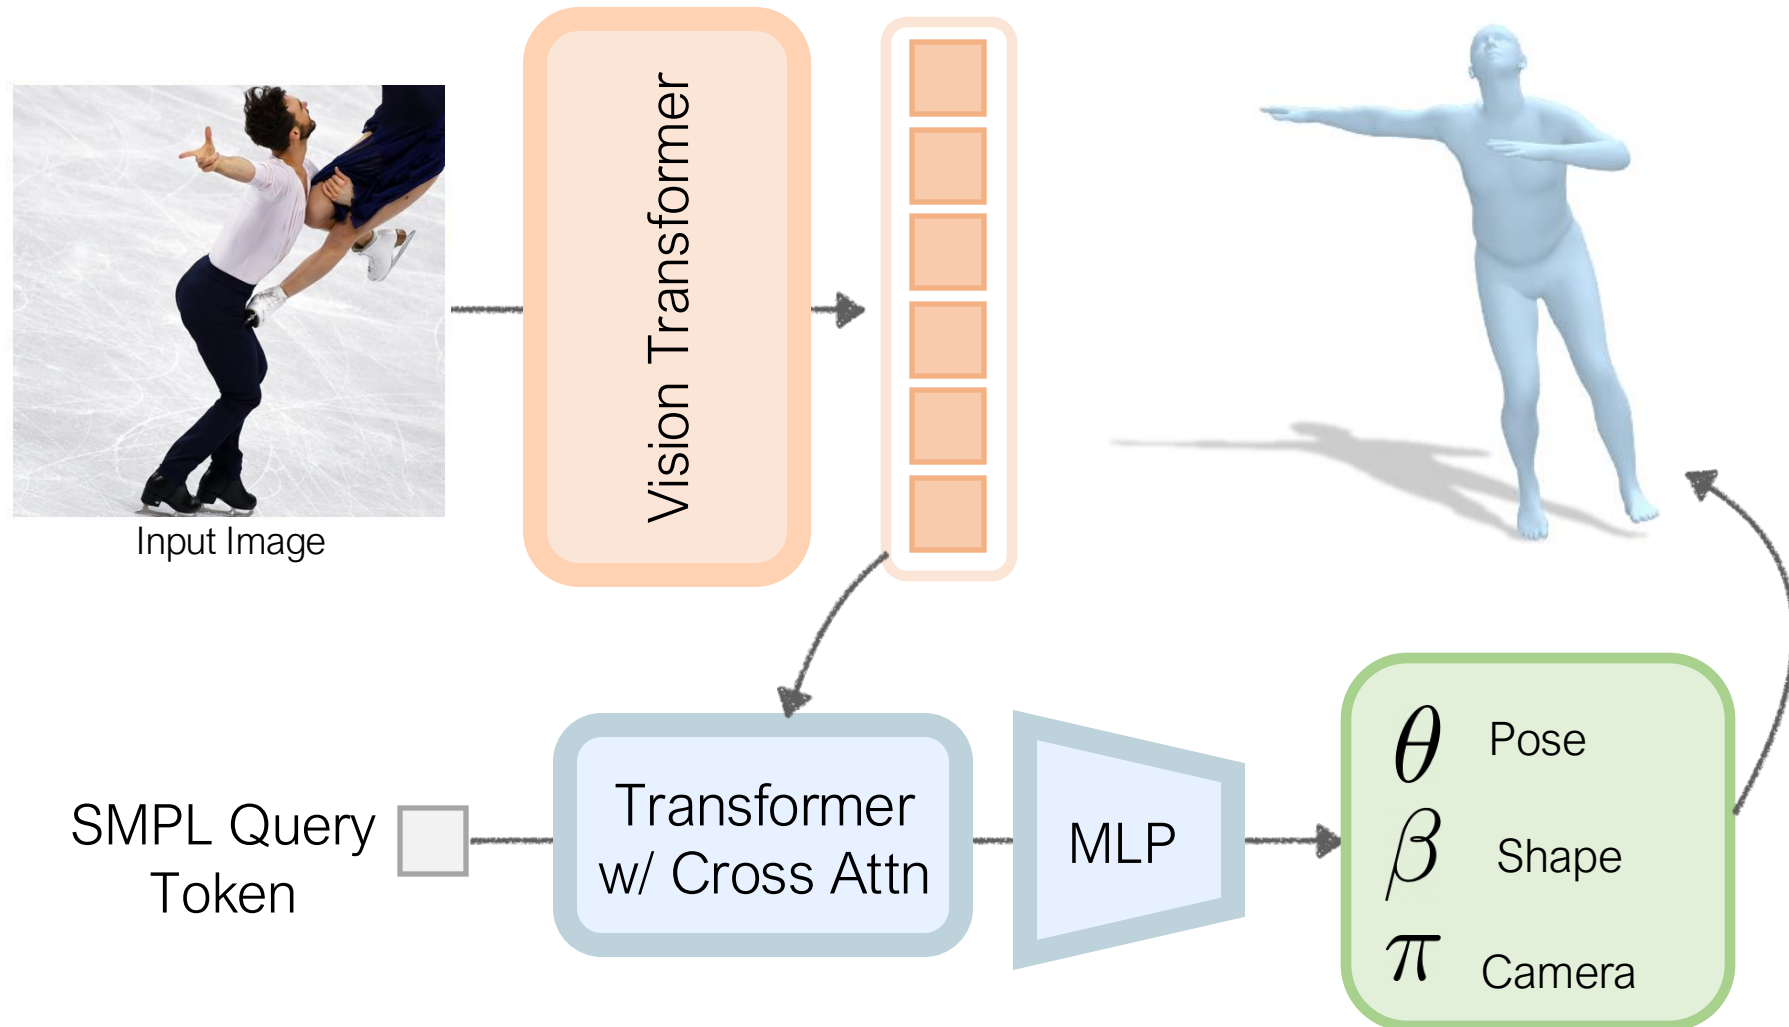 Vision Transformer
Input Image
SMPL Query
Token
Transformer
w/ Cross Attn
MLP
θ Pose
β Shape
π Camera